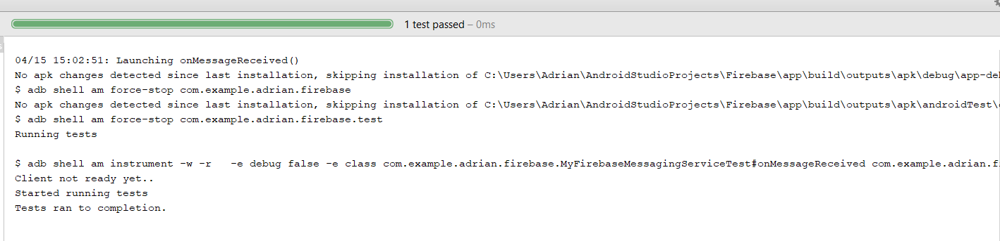 1 test passed – 0ms
04/15 15:02:51: Launching onMessageReceived()
No apk changes detected since last installation, skipping installation of C:\Users\Adrian\AndroidStudioProjects\Firebase\app\build\outputs\apk\debug\app-de
$ adb shell am force-stop com.example.adrian.firebase
No apk changes detected since last installation, skipping installation of C:\Users\Adrian\AndroidStudioProjects\Firebase\app\build\outputs\apk\androidTest\
$ adb shell am force-stop com.example.adrian.firebase.test
Running tests
$ adb shell am instrument -w -r   -e debug false -e class com.example.adrian.firebase.MyFirebaseMessagingServiceTest#onMessageReceived com.example.adrian.f
Client not ready yet..
Started running tests
Tests ran to completion.